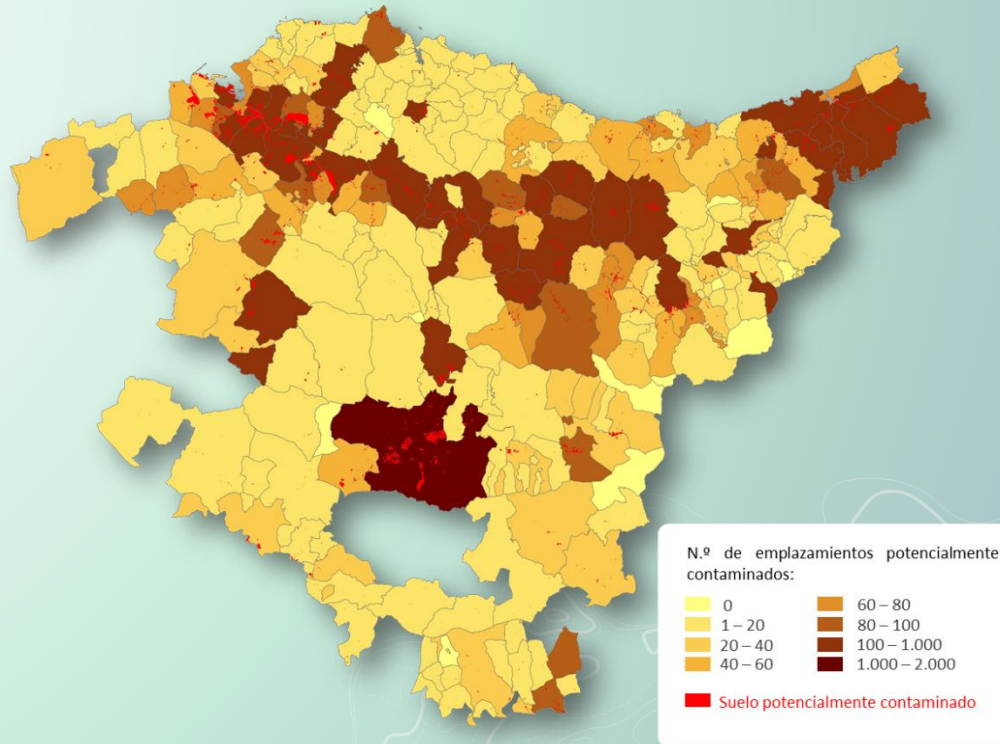 N.º de emplazamientos potencialmente
contaminados:
0
1 – 20
20 – 40
40 – 60
60 – 80
80 – 100
100 – 1.000
1.000 – 2.000
Suelo potencialmente contaminado